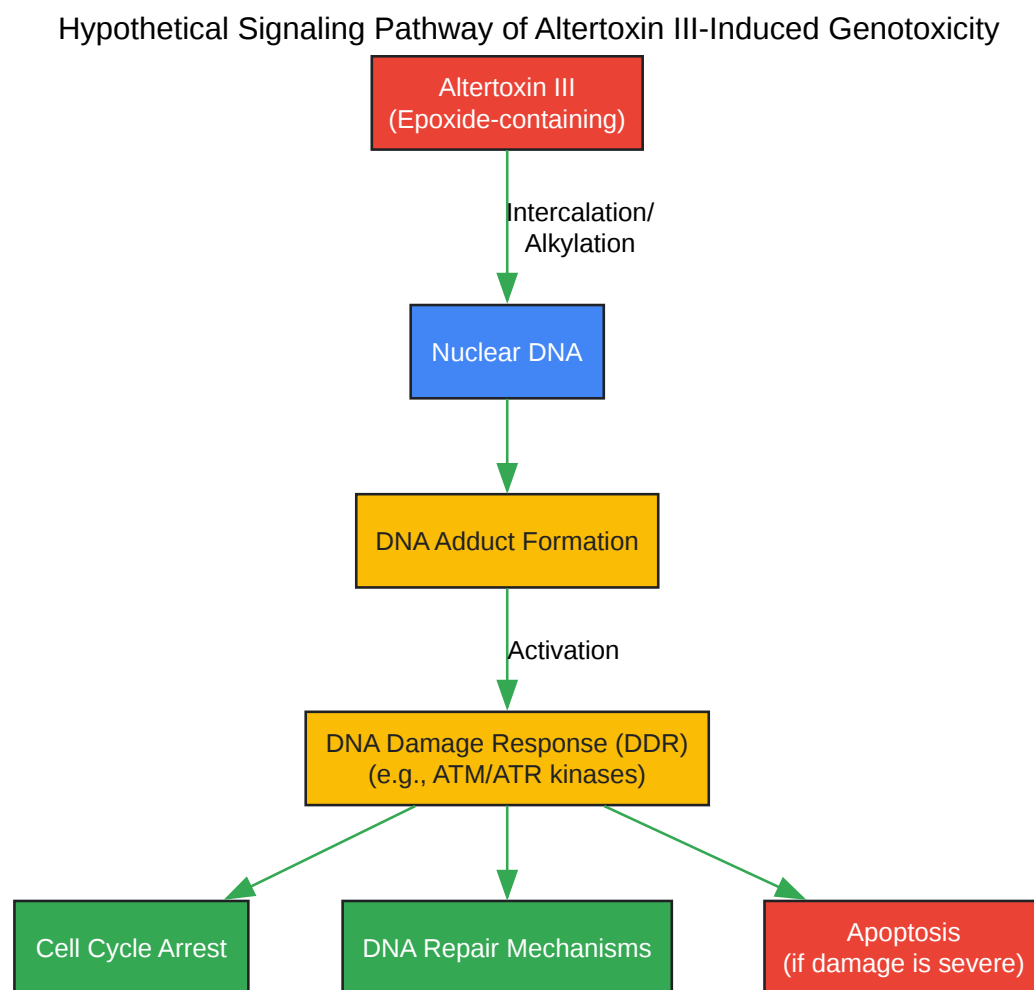 Hypothetical Signaling Pathway of Altertoxin III-Induced Genotoxicity
Altertoxin III
(Epoxide-containing)
Intercalation/
Alkylation
Nuclear DNA
DNA Adduct Formation
Activation
DNA Damage Response (DDR)
(e.g., ATM/ATR kinases)
Cell Cycle Arrest
DNA Repair Mechanisms
Apoptosis
(if damage is severe)